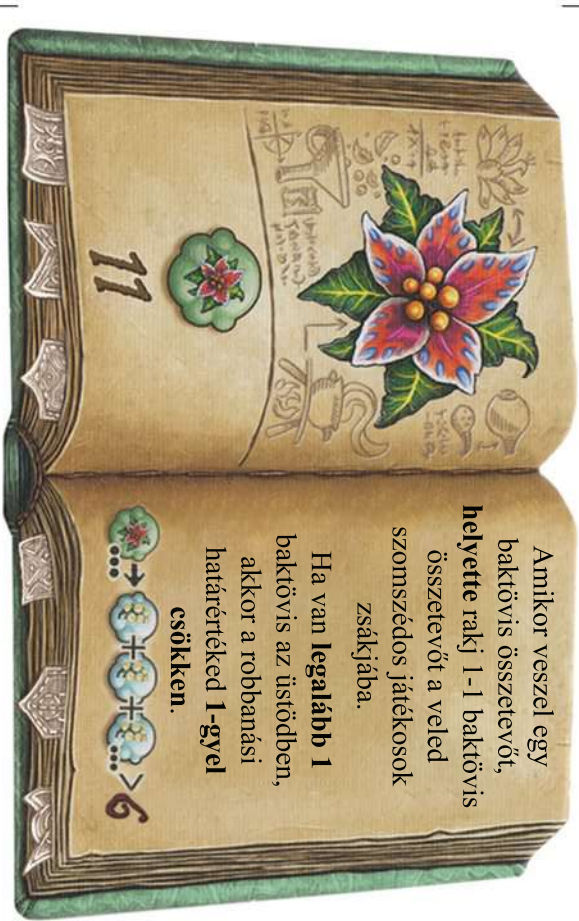 11
Amikor veszel egy
baktövis összetevőt,
helyette rakj 1-1 baktövis
összetevőt a veled
szomszédos játékosok
zsákjába.
Ha van legalább 1
baktövis az üstödben,
akkor a robbanási
határértéked 1-gyel
csökken.
+ + > 6